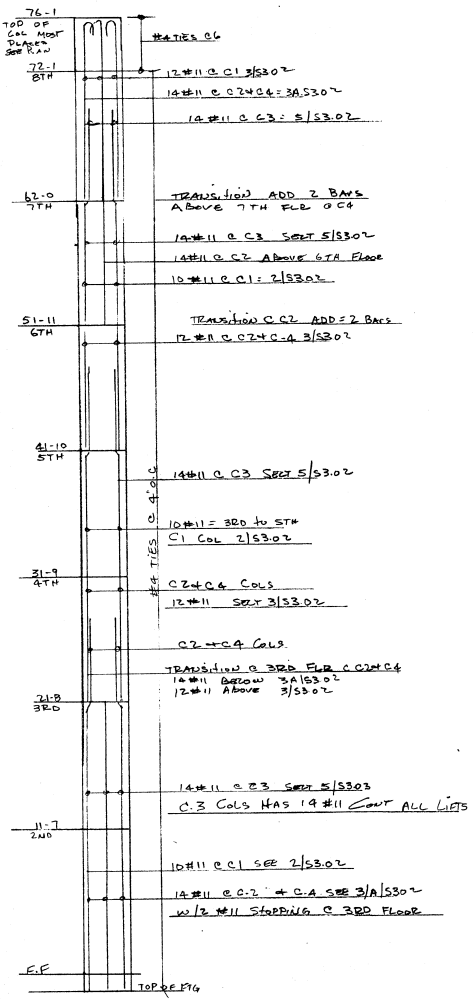 76-1
TOP OF
COL MOST
PLACES
SEE PLAN
#4 TIES C6
72-1
8TH
12#11 C C1 3/S3.02
14#11 C C2+C4=3A.S3.02
14#11 C C3= 5/S3.02
62-0
7TH
TRANSITION ADD 2 BARS
ABOVE 7TH FLR @ C4
14#11 C C3 SECT 5/S3.02
14#11 C C2 ABOVE 6TH FLOOR
10#11 C C1= 2/S3.02
51-11
6TH
TRANSITION C C2 ADD=2 BARS
12#11 C C2+C-4 3/S3.02
41-10
5TH
14#11 C C3 SECT 5/S3.02
#4 TIES C 4" O.C
10#11= 3RD to 5TH
C1 COL 2/S3.02
31-9
4TH
C2+C4 COLS
12#11 SECT 3/S3.02
C2+C4 COLS
TRANSITION C 3RD FLR C C2+C4
14#11 BELOW 3A/S3.02
12#11 ABOVE 3/S3.02
21-8
3RD
14#11 C C3 SECT 5/S3.03
C.3 COLS HAS 14#11 CONT ALL LIFTS
11-7
2ND
10#11 C C1 SEE 2/S3.02
14#11 C C.2 + C.4 SEE 3/A/S302
W/2 #11 STOPPING C 3RD FLOOR
F.F
TOP OF FTG